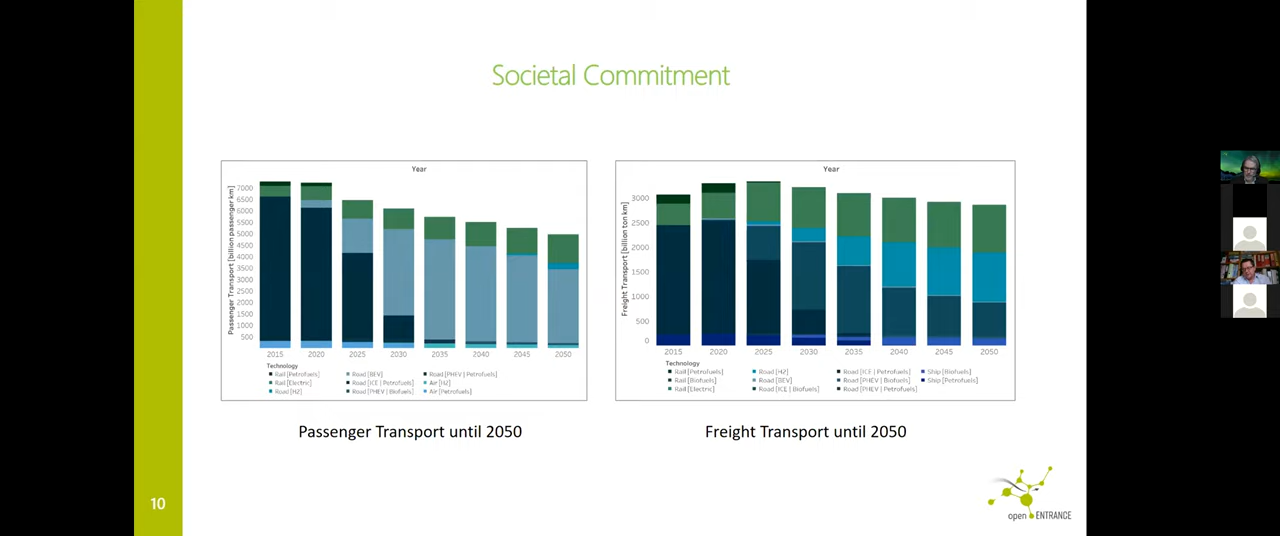 Societal Commitment
Year
Passenger Transport [billion passenger km]
7000
6500
6000
5500
5000
4500
4000
3500
3000
2500
2000
1500
1000
500
2015 2020 2025 2030 2035 2040 2045 2050
Technology
Rail [Petrofuels] Road [BEV] Road [PHEV | Petrofuels]
Rail [Electric] Road [ICE | Petrofuels] Air [H2]
Road [H2] Road [PHEV | Biofuels] Air [Petrofuels]
Passenger Transport until 2050
Year
Freight Transport [billion ton km]
3000
2500
2000
1500
1000
500
0
2015 2020 2025 2030 2035 2040 2045 2050
Technology
Rail [Petrofuels] Road [H2] Road [ICE | Petrofuels] Ship [Biofuels]
Rail [Biofuels] Road [BEV] Road [PHEV | Biofuels] Ship [Petrofuels]
Rail [Electric] Road [ICE | Biofuels] Road [PHEV | Petrofuels]
Freight Transport until 2050
10
open ENTRANCE